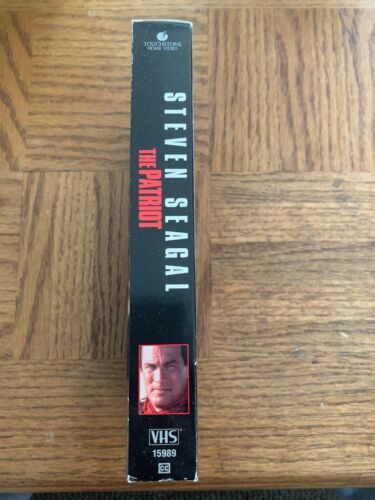 TOUCHSTONE
HOME VIDEO
STEVEN SEAGAL
THE PATRIOT
VHS
15989
CC